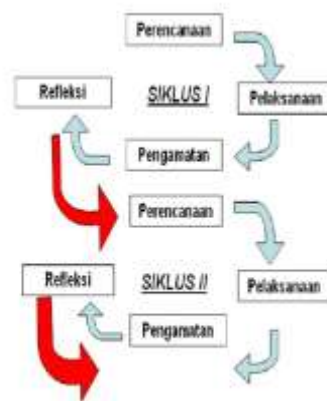 Perencanaan
Refleksi
SIKLUS I
Pelaksanaan
Pengamatan
Perencanaan
Refleksi
SIKLUS II
Pelaksanaan
Pengamatan